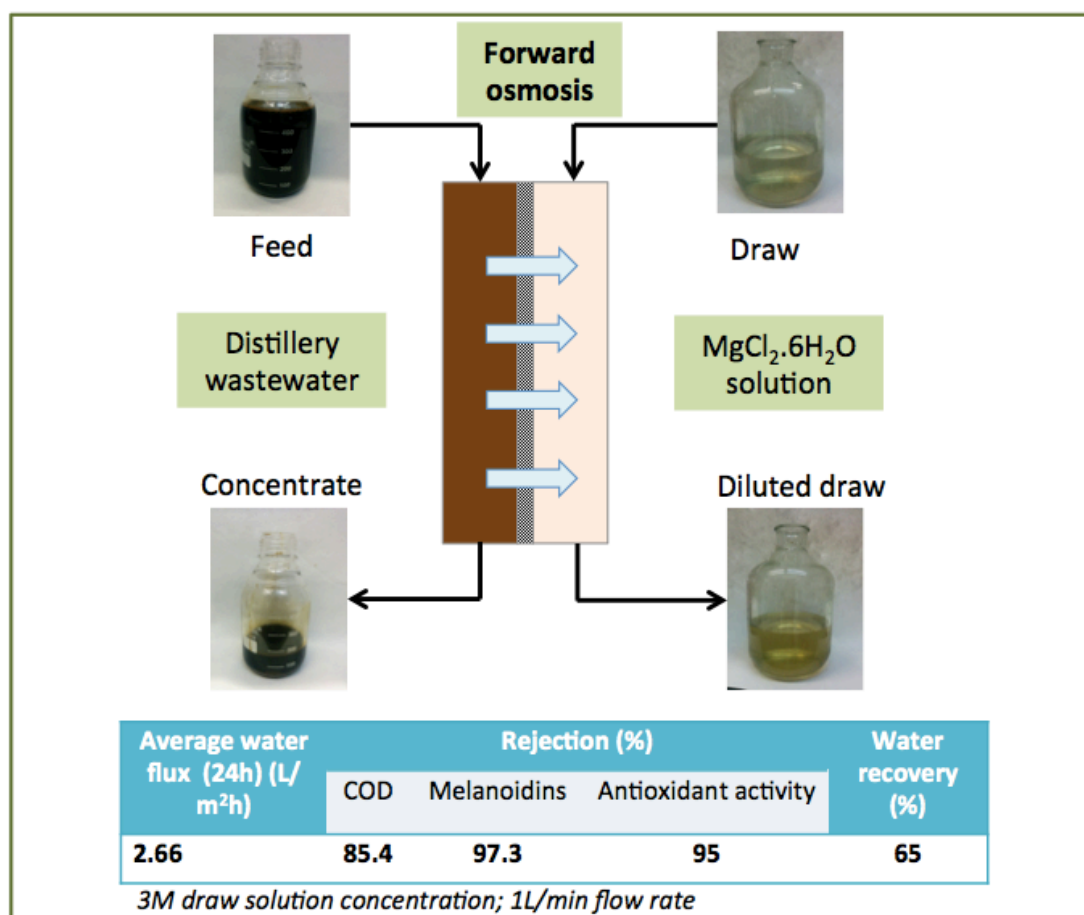 Forward
osmosis
Feed
Draw
Distillery
wastewater
MgCl₂.6H₂O
solution
Concentrate
Diluted draw
Average water
flux (24h) (L/
m²h)
Rejection (%)
Water
recovery
(%)
COD Melanoidins Antioxidant activity
2.66 85.4 97.3 95 65
3M draw solution concentration; 1L/min flow rate